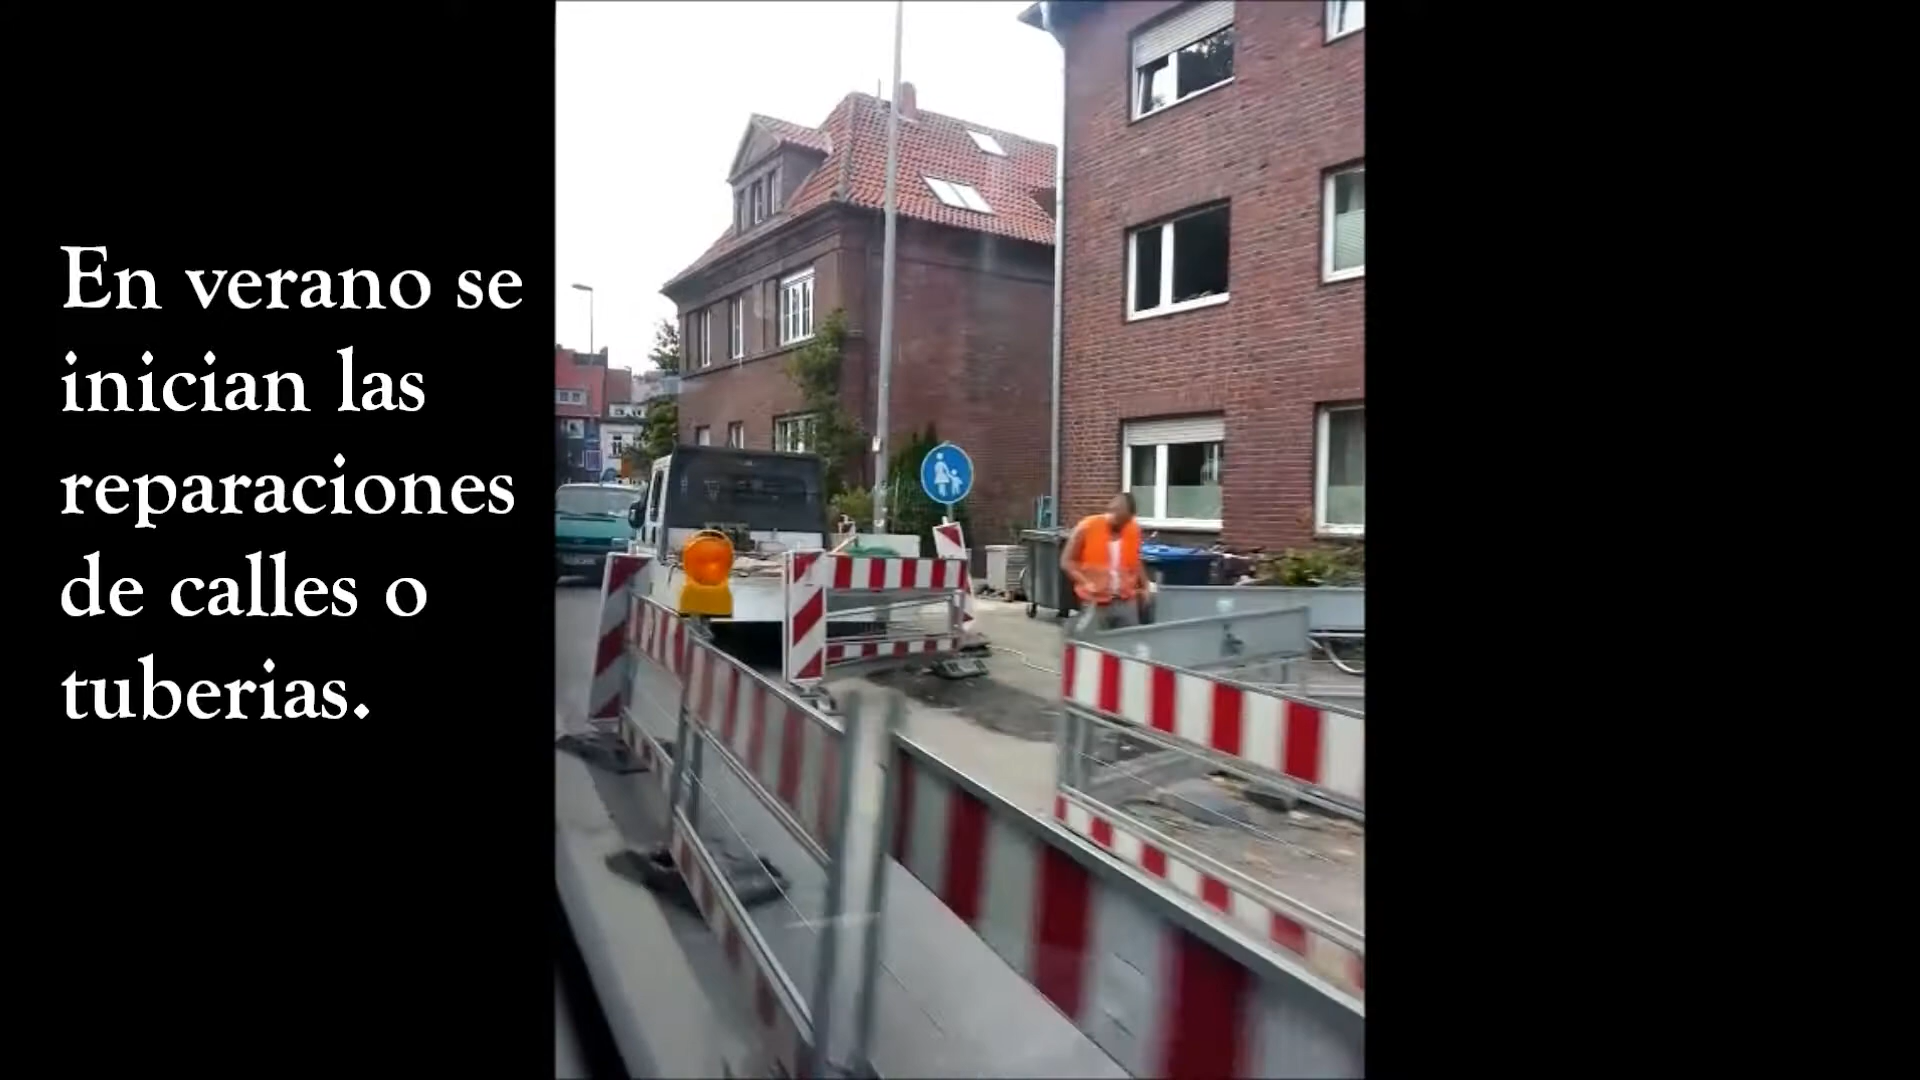 En verano se
inician las
reparaciones
de calles o
tuberias.